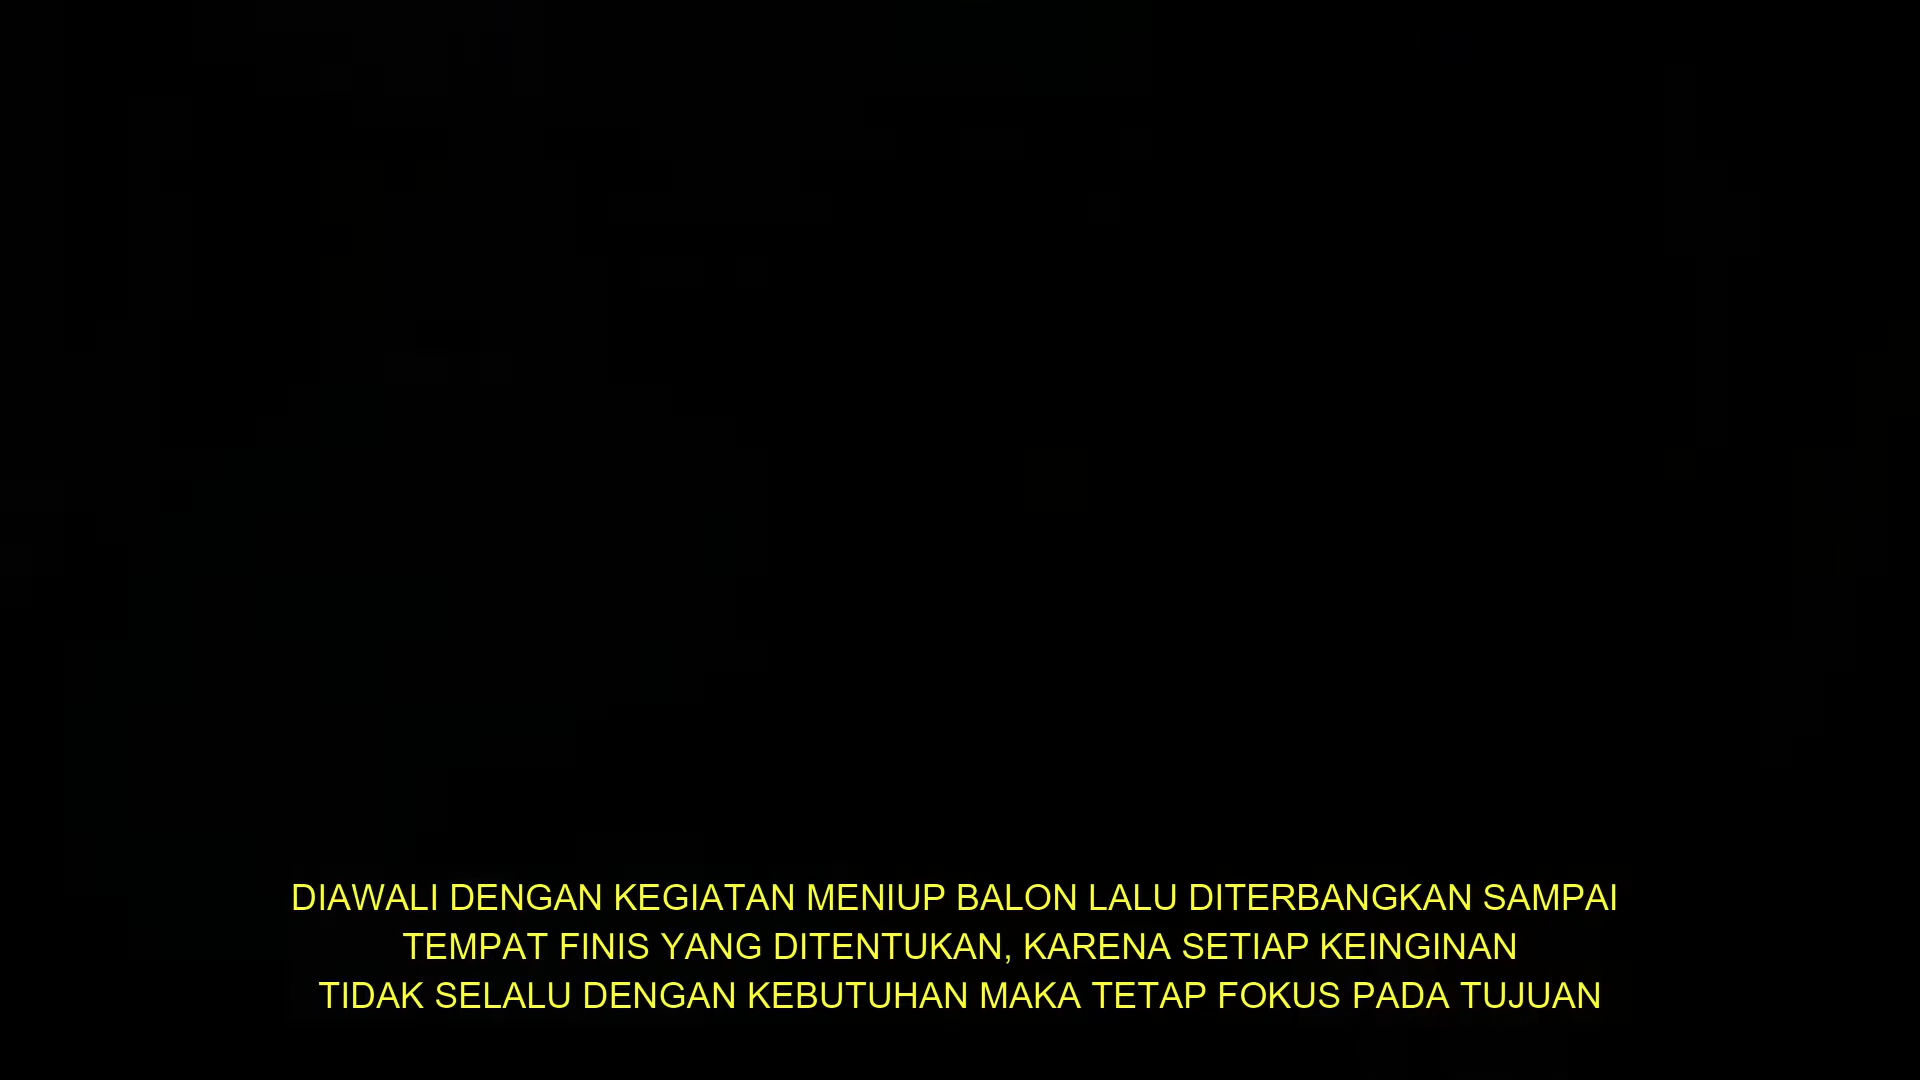 DIAWALI DENGAN KEGIATAN MENIUP BALON LALU DITERBANGKAN SAMPAI
TEMPAT FINIS YANG DITENTUKAN, KARENA SETIAP KEINGINAN
TIDAK SELALU DENGAN KEBUTUHAN MAKA TETAP FOKUS PADA TUJUAN